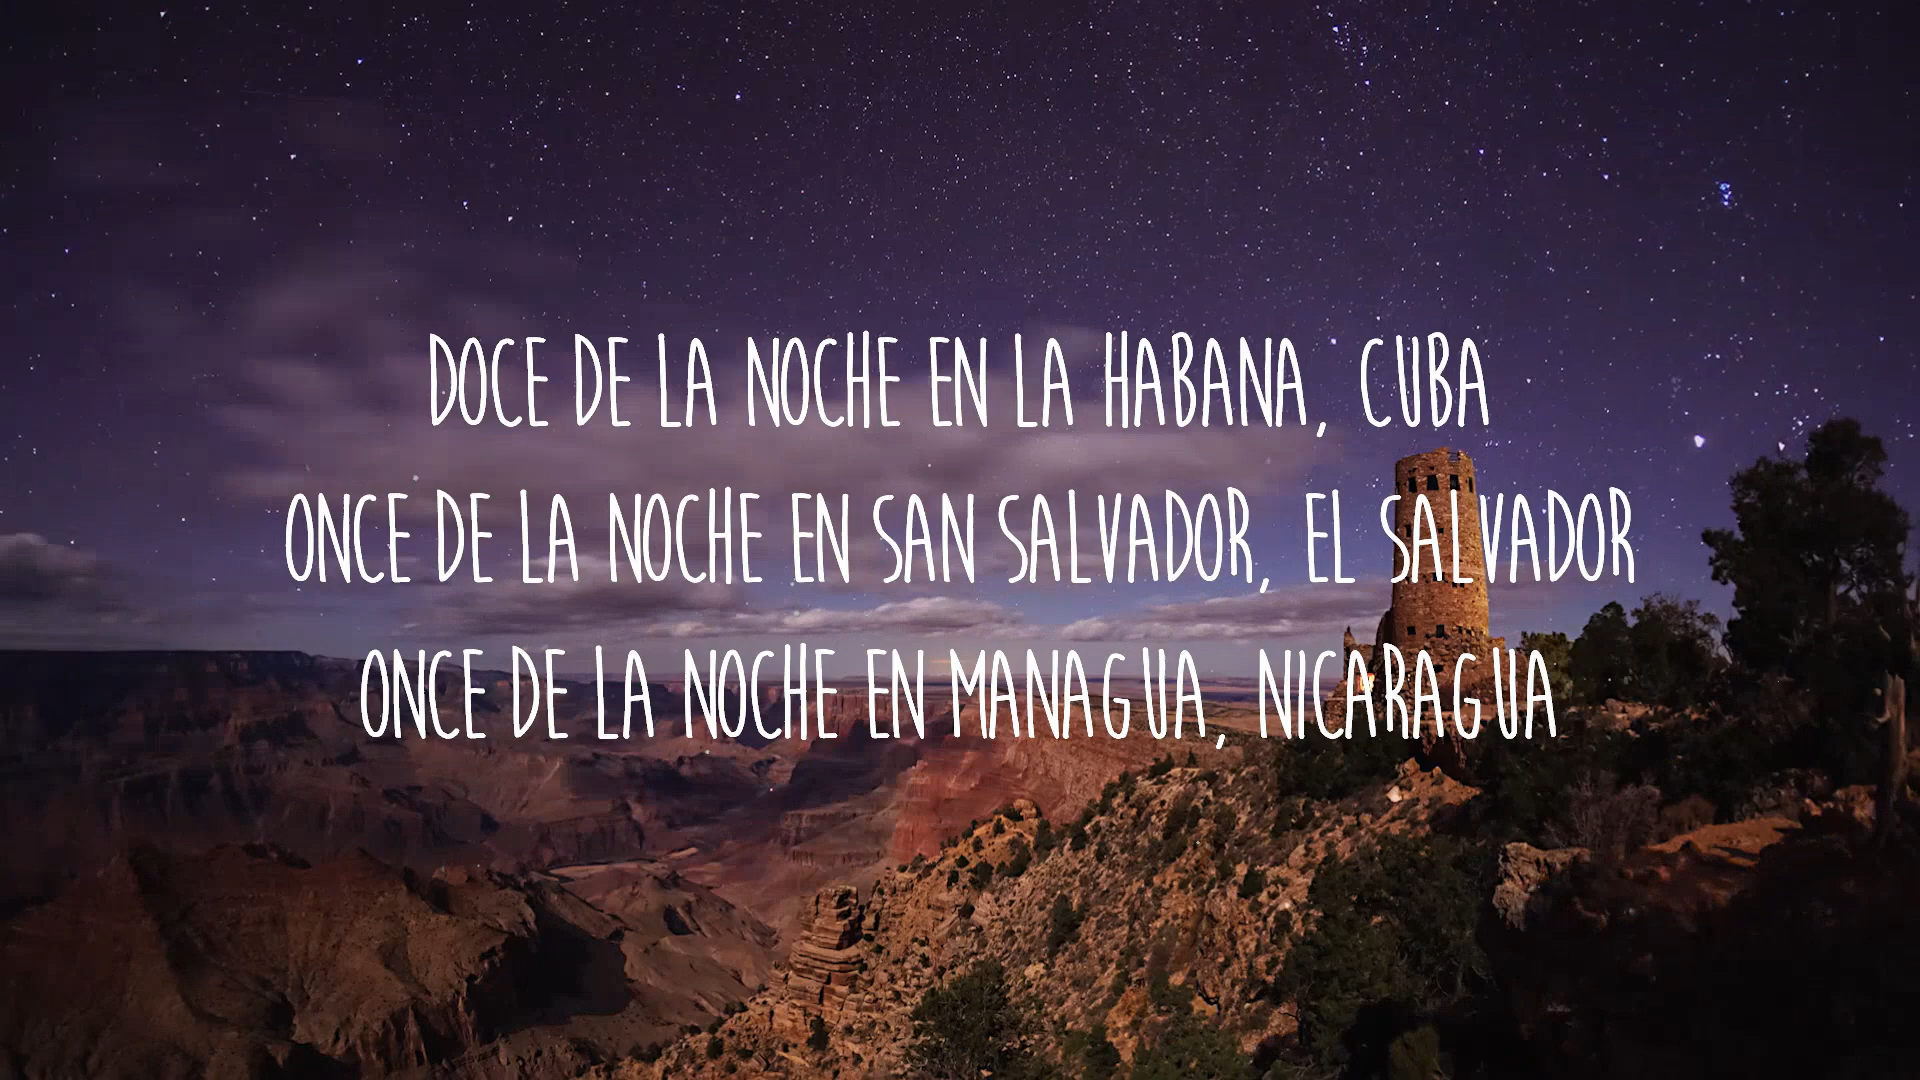 DOCE DE LA NOCHE EN LA HABANA, CUBA
ONCE DE LA NOCHE EN SAN SALVADOR, EL SALVADOR
ONCE DE LA NOCHE EN MANAGUA, NICARAGUA